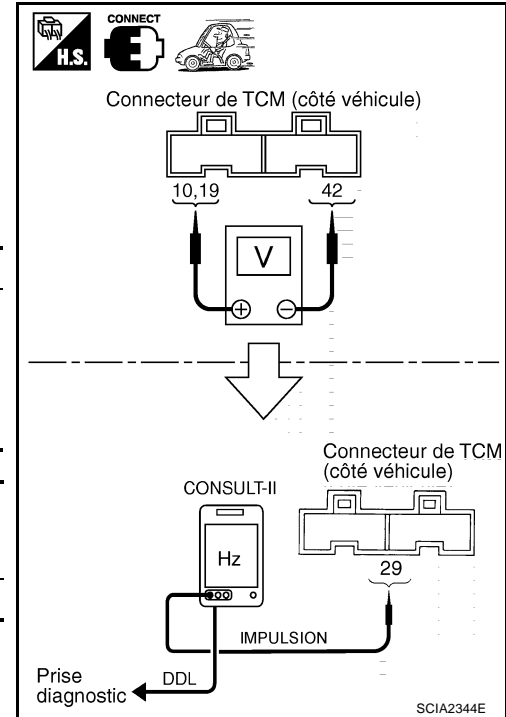 CONNECT
H.S.
Connecteur de TCM (côté véhicule)
10,19 42
V
+ −
Connecteur de TCM
(côté véhicule)
CONSULT-II
Hz
29
IMPULSION
DDL
Prise
diagnostic
SCIA2344E